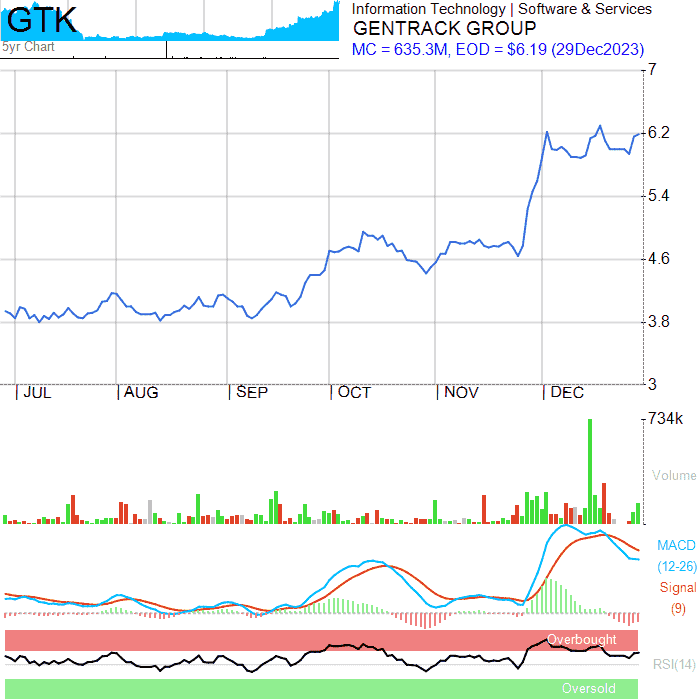 GTK
5yr Chart
Information Technology | Software & Services
GENTRACK GROUP
MC = 635.3M, EOD = $6.19 (29Dec2023)
7
6.2
5.4
4.6
3.8
3
|JUL |AUG |SEP |OCT |NOV |DEC
734k
Volume
MACD
(12-26)
Signal
(9)
Overbought
RSI(14)
Oversold